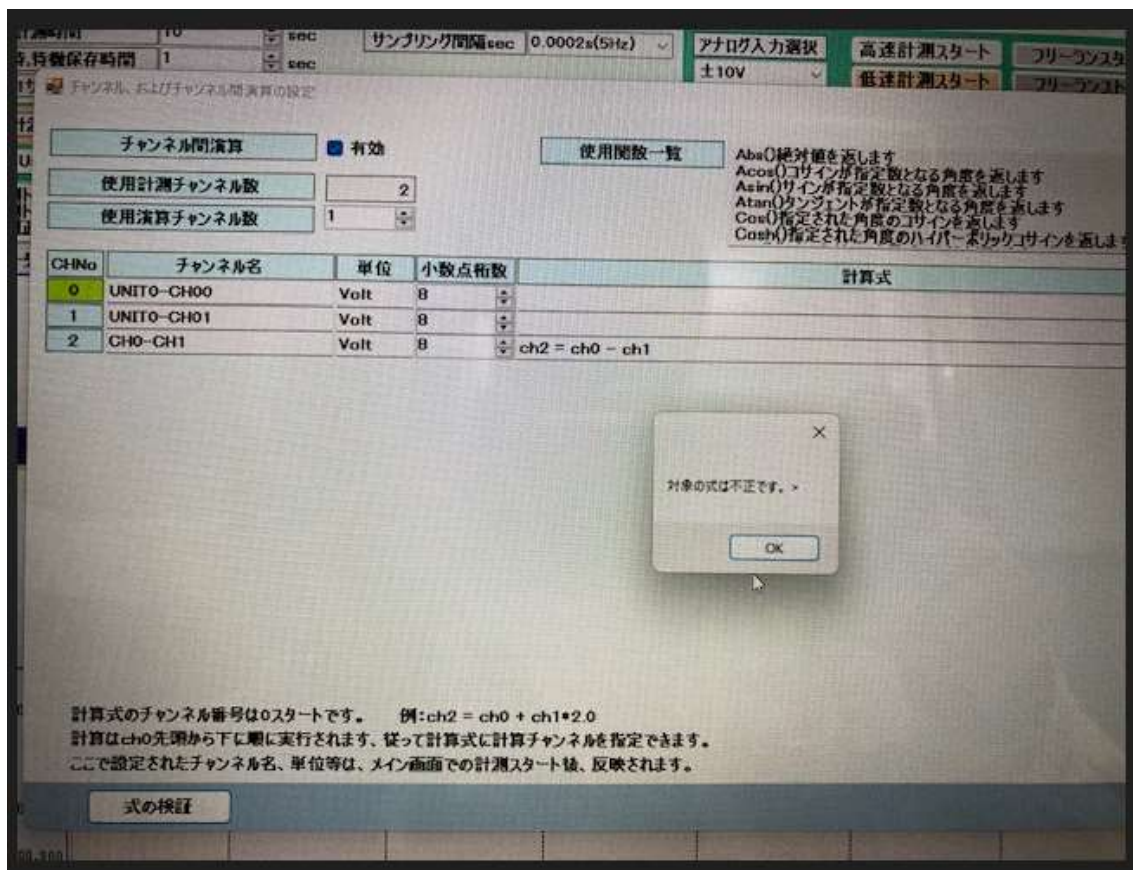 計測時間 10 sec サンプリング間隔sec 0.0002s(5Hz) アナログ入力選択 高速計測スタート
待機保存時間 1 sec ±10V 低速計測スタート
チャンネル、およびチャンネル間演算の設定
チャンネル間演算 有効 使用関数一覧
Abs()絶対値を返します
Acos()コサインが指定数となる角度を返します
Asin()サインが指定数となる角度を返します
Atan()タンジェントが指定数となる角度を返します
Cos()指定された角度のコサインを返します
Cosh()指定された角度のハイパーボリックコサインを返します
使用計測チャンネル数 2
使用演算チャンネル数 1
CHNo チャンネル名 単位 小数点桁数 計算式
0 UNIT0-CH00 Volt 8
1 UNIT0-CH01 Volt 8
2 CH0-CH1 Volt 8 ch2 = ch0 - ch1
対象の式は不正です。>
OK
計算式のチャンネル番号は0スタートです。 例:ch2 = ch0 + ch1*2.0
計算はch0先頭から下に順に実行されます、従って計算式に計算チャンネルを指定できます。
ここで設定されたチャンネル名、単位等は、メイン画面での計測スタート後、反映されます。
式の検証